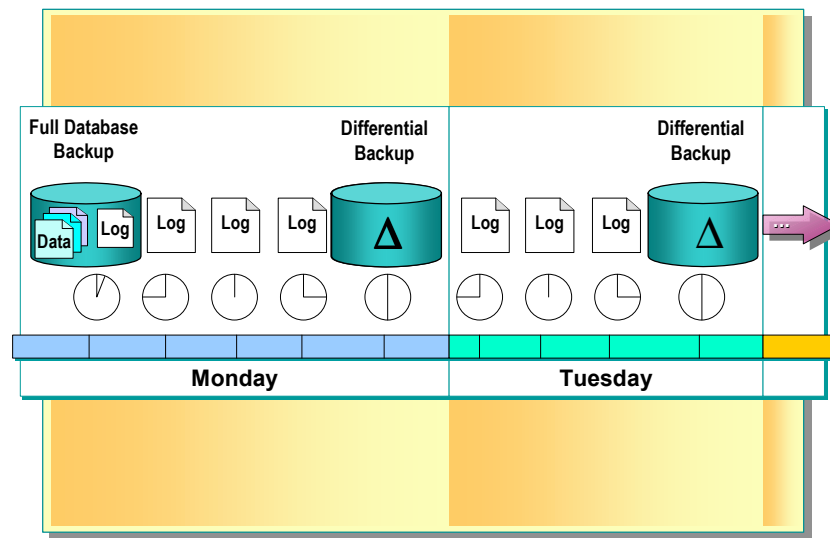 Full Database
Backup
Differential
Backup
Differential
Backup
Data
Log
Log
Log
Log
Δ
Log
Log
Log
Δ
...
Monday
Tuesday